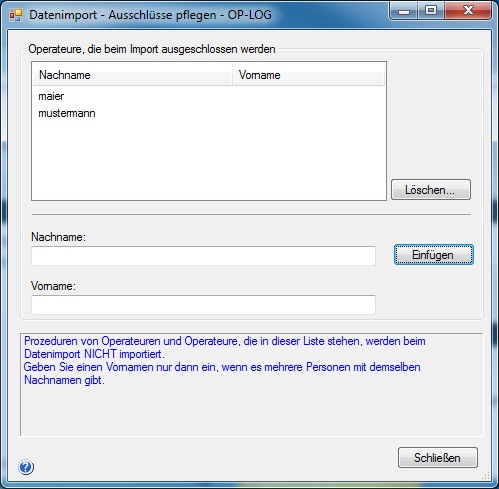 Datenimport - Ausschlüsse pflegen - OP-LOG
Operateure, die beim Import ausgeschlossen werden
Nachname Vorname
maier
mustermann
Löschen...
Nachname:
Einfügen
Vorname:
Prozeduren von Operateuren und Operateure, die in dieser Liste stehen, werden beim
Datenimport NICHT importiert.
Geben Sie einen Vornamen nur dann ein, wenn es mehrere Personen mit demselben
Nachnamen gibt.
?
Schließen